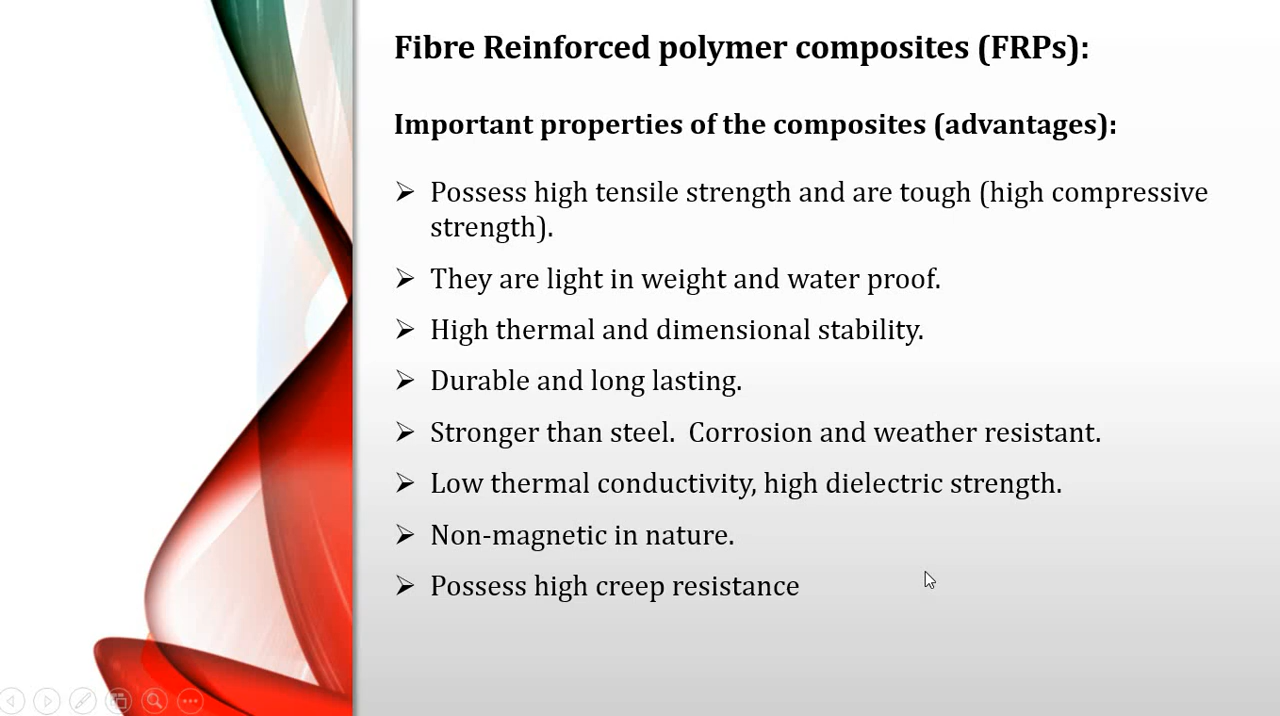 Fibre Reinforced polymer composites (FRPs):
Important properties of the composites (advantages):
➢ Possess high tensile strength and are tough (high compressive
strength).
➢ They are light in weight and water proof.
➢ High thermal and dimensional stability.
➢ Durable and long lasting.
➢ Stronger than steel.  Corrosion and weather resistant.
➢ Low thermal conductivity, high dielectric strength.
➢ Non-magnetic in nature.
➢ Possess high creep resistance